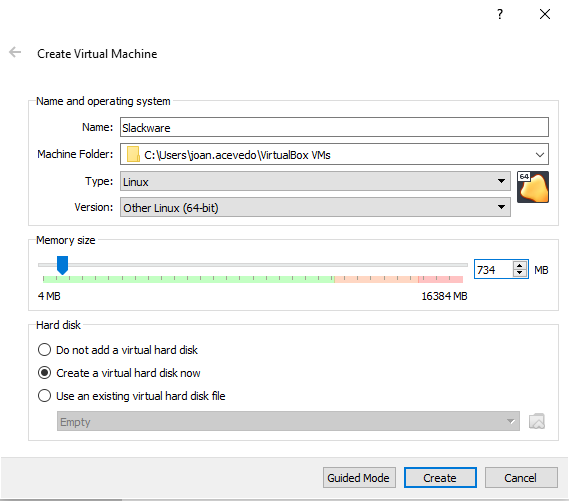 ?
Create Virtual Machine
Name and operating system
Name: Slackware
Machine Folder: C:\Users\joan.acevedo\VirtualBox VMs
Type: Linux
64
Version: Other Linux (64-bit)
Memory size
734 MB
4 MB 16384 MB
Hard disk
Do not add a virtual hard disk
Create a virtual hard disk now
Use an existing virtual hard disk file
Empty
Guided Mode Create Cancel